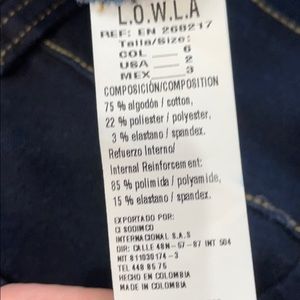 L.O.W.L.A
REF: EN 268217
Talla/Size:
COL 6
USA 2
MEX 3
COMPOSICIÓN/COMPOSITION
75 % algodón / cotton,
22 % poliester / polyester,
3 % elastano / spandex.
Refuerzo Interno/
Internal Reinforcement:
85 % polimida / polyamide,
15 % elastano / spandex.
EXPORTADO POR:
CI SODIMCO
INTERNACIONAL S.A.S
DIR: CALLE 48N-57-87 INT 504
NIT 811030174-3
TEL 448 85 75
HECHO EN COLOMBIA
MADE IN COLOMBIA